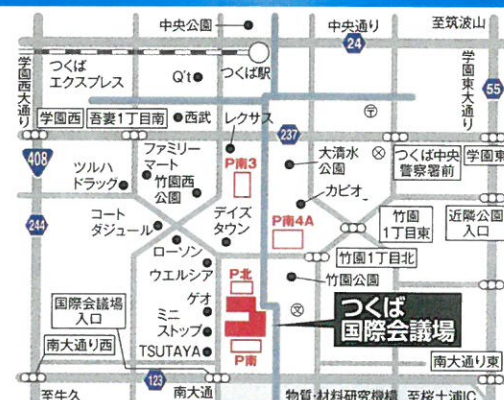 中央公園
中央通り
至筑波山
24
つくば
エクスプレス
Q't
つくば駅
学園西大通り
学園東大通り
55
学園西
吾妻1丁目南
西武
レクサス
237
408
ツルハ
ドラッグ
ファミリー
マート
竹園西
公園
P南3
大清水
公園
つくば中央
警察署前
学園東
カピオ
244
コート
ダジュール
デイズ
タウン
P南4A
竹園
1丁目東
近隣公園
入口
ローソン
竹園1丁目北
ウエルシア
P北
竹園公園
国際会議場
入口
ゲオ
ミニ
ストップ
つくば
国際会議場
南大通り西
TSUTAYA
P南
南大通り東
123
至牛久
南大通
物質・材料研究機構
至桜土浦IC